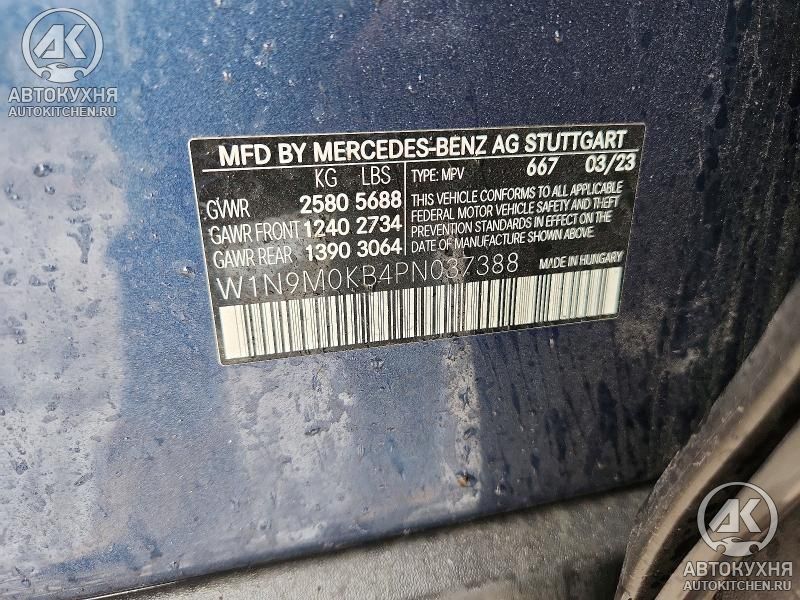 AK
АВТОКУХНЯ
AUTOKITCHEN.RU
MFD BY MERCEDES-BENZ AG STUTTGART
KG LBS TYPE: MPV 667 03/23
GVWR 2580 5688
GAWR FRONT 1240 2734
GAWR REAR 1390 3064
THIS VEHICLE CONFORMS TO ALL APPLICABLE
FEDERAL MOTOR VEHICLE SAFETY AND THEFT
PREVENTION STANDARDS IN EFFECT ON THE
DATE OF MANUFACTURE SHOWN ABOVE.
W1N9M0KB4PN037388 MADE IN HUNGARY
AK
АВТОКУХНЯ
AUTOKITCHEN.RU